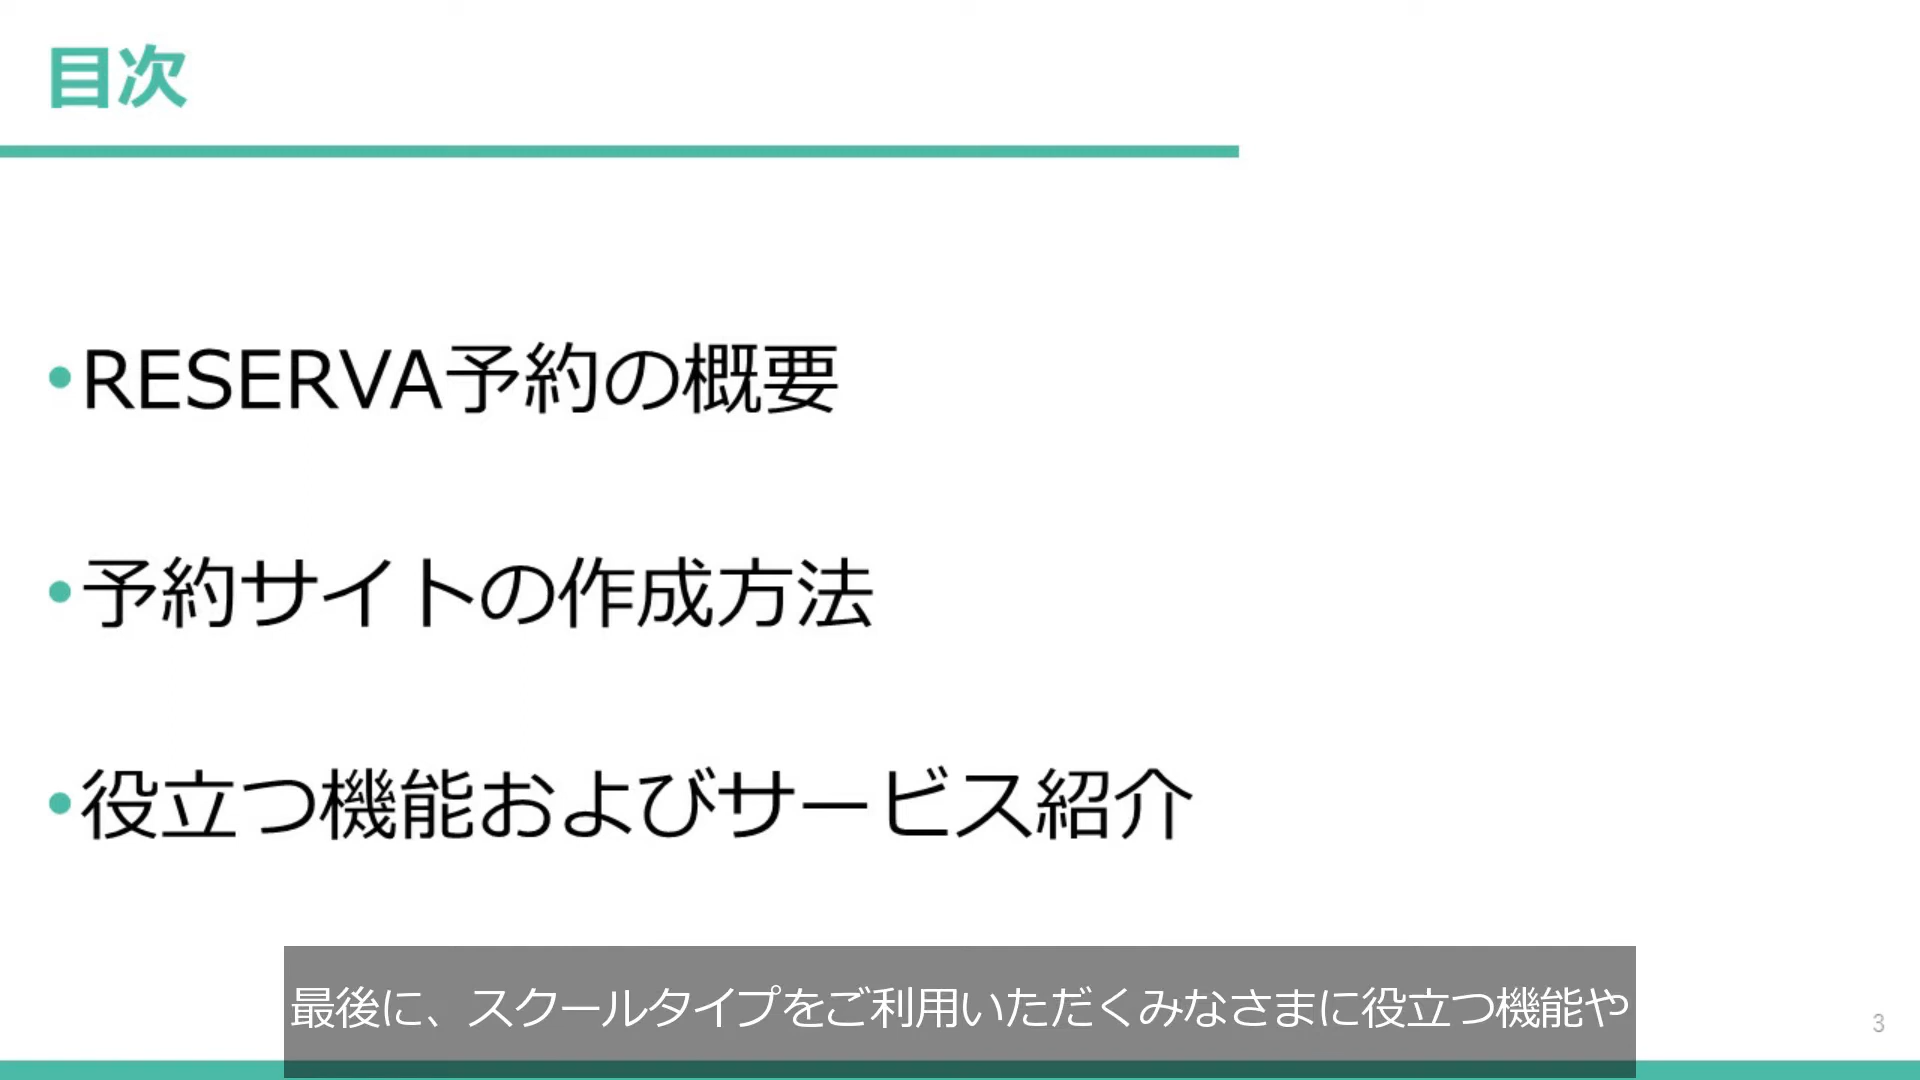 目次
•RESERVA予約の概要
•予約サイトの作成方法
•役立つ機能およびサービス紹介
最後に、スクールタイプをご利用いただくみなさまに役立つ機能や
3